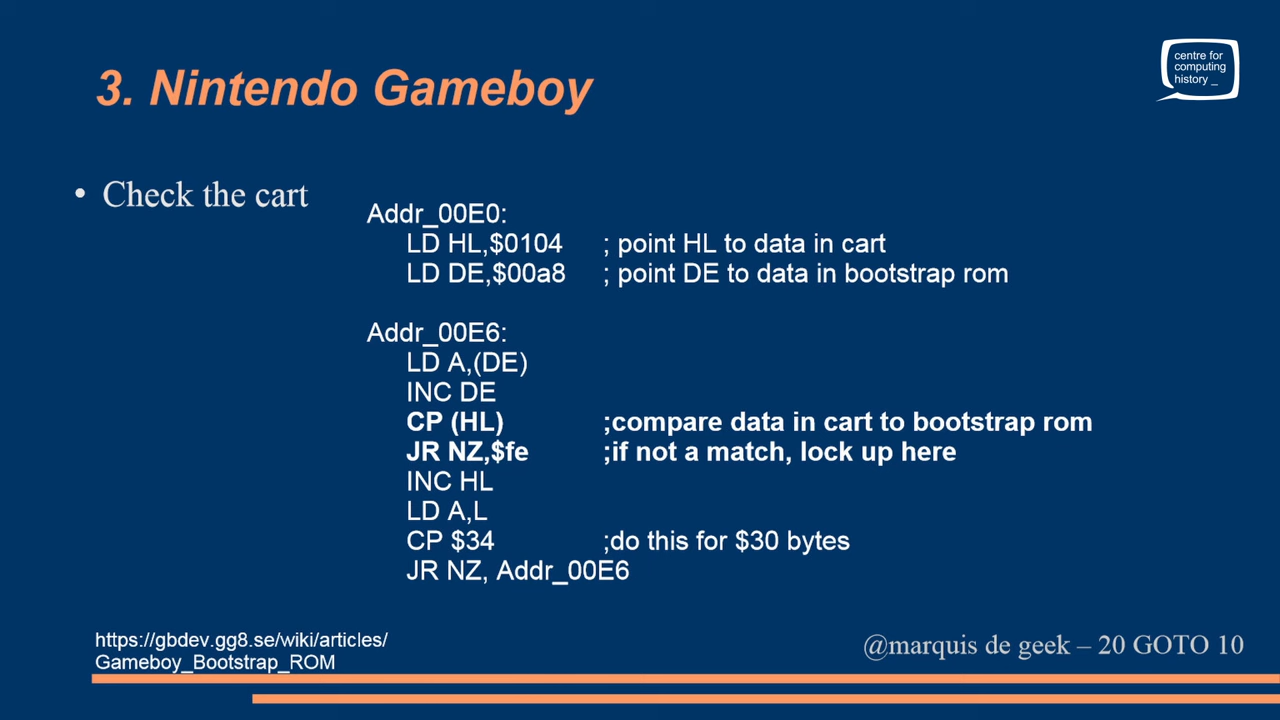 3. Nintendo Gameboy
centre for
computing
history _
• Check the cart
Addr_00E0:
LD HL,$0104 ; point HL to data in cart
LD DE,$00a8 ; point DE to data in bootstrap rom
Addr_00E6:
LD A,(DE)
INC DE
CP (HL) ;compare data in cart to bootstrap rom
JR NZ,$fe ;if not a match, lock up here
INC HL
LD A,L
CP $34 ;do this for $30 bytes
JR NZ, Addr_00E6
https://gbdev.gg8.se/wiki/articles/
Gameboy_Bootstrap_ROM
@marquis de geek – 20 GOTO 10